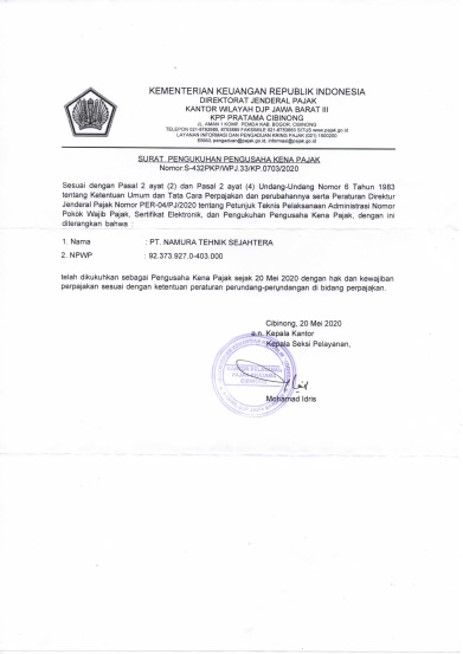 KEMENTERIAN KEUANGAN REPUBLIK INDONESIA
DIREKTORAT JENDERAL PAJAK
KANTOR WILAYAH DJP JAWA BARAT III
KPP PRATAMA CIBINONG
JL. AMAN 1 KOMP. PEMDA KAB. BOGOR, CIBINONG
TELEPON 021-8762985, 8753883 FAKSIMILE 021-8753883 SITUS www.pajak.go.id
LAYANAN INFORMASI DAN PENGADUAN KRING PAJAK (021) 1500200
EMAIL pengaduan@pajak.go.id, informasi@pajak.go.id
SURAT PENGUKUHAN PENGUSAHA KENA PAJAK
Nomor:S-432PKP/WPJ.33/KP.0703/2020
Sesuai dengan Pasal 2 ayat (2) dan Pasal 2 ayat (4) Undang-Undang Nomor 6 Tahun 1983
tentang Ketentuan Umum dan Tata Cara Perpajakan dan perubahannya serta Peraturan Direktur
Jenderal Pajak Nomor PER-04/PJ/2020 tentang Petunjuk Teknis Pelaksanaan Administrasi Nomor
Pokok Wajib Pajak, Sertifikat Elektronik, dan Pengukuhan Pengusaha Kena Pajak, dengan ini
diterangkan bahwa :
1. Nama : PT. NAMURA TEHNIK SEJAHTERA
2. NPWP : 92.373.927.0-403.000
telah dikukuhkan sebagai Pengusaha Kena Pajak sejak 20 Mei 2020 dengan hak dan kewajiban
perpajakan sesuai dengan ketentuan peraturan perundang-perundangan di bidang perpajakan.
Cibinong, 20 Mei 2020
a.n. Kepala Kantor
Kepala Seksi Pelayanan,
KANTOR PELAYANAN
PAJAK PRATAMA
CIBINONG
Mohamad Idris